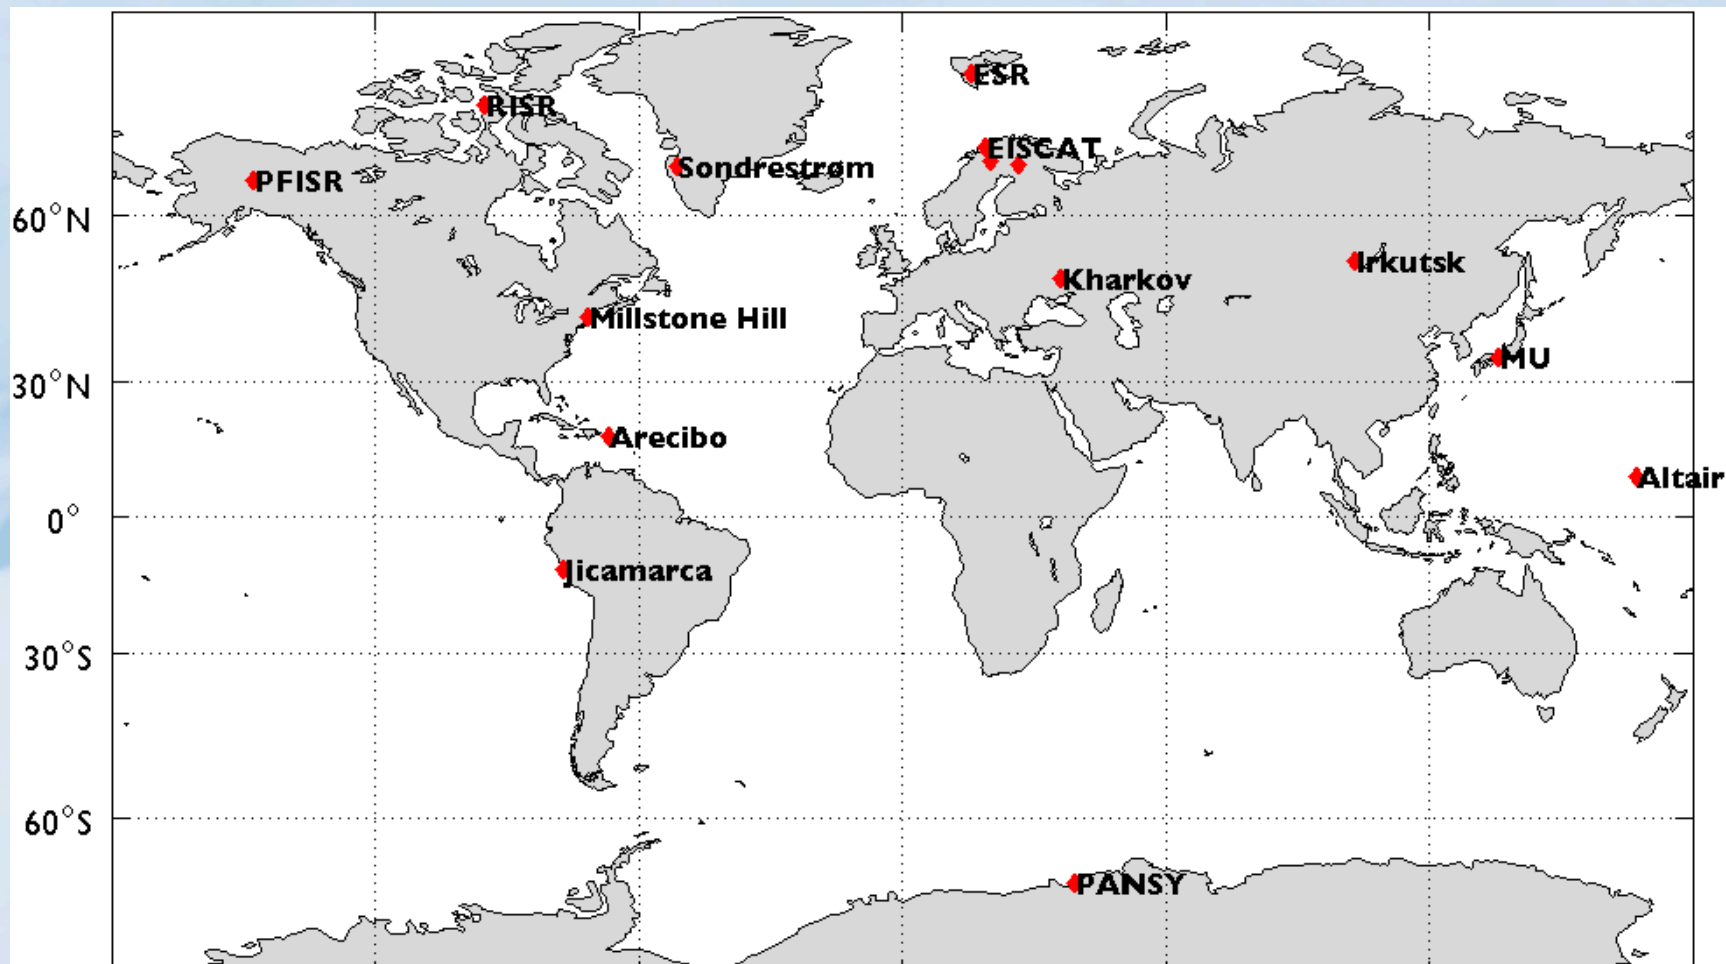 ESR
RISR
EISCAT
Sondrestrøm
PFISR
60°N
Irkutsk
Kharkov
Millstone Hill
MU
30°N
Arecibo
Altair
0°
Jicamarca
30°S
60°S
PANSY